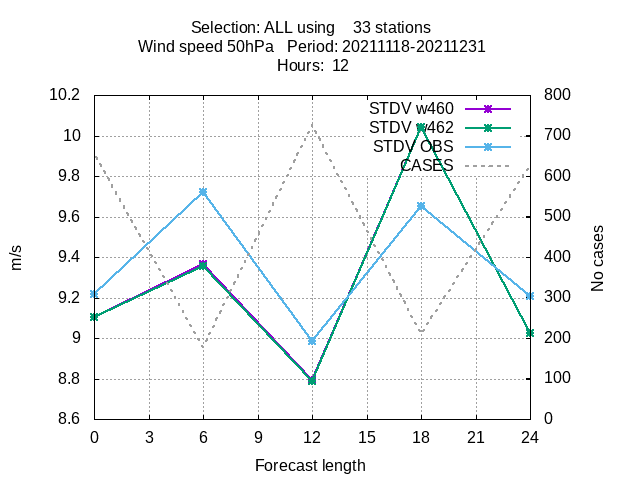 Selection: ALL using    33 stations
Wind speed 50hPa   Period: 20211118-20211231
Hours:  12
10.2
10
9.8
9.6
9.4
9.2
9
8.8
8.6
m/s
STDV w460
STDV w462
STDV OBS
CASES
800
700
600
500
400
300
200
100
0
No cases
0 3 6 9 12 15 18 21 24
Forecast length